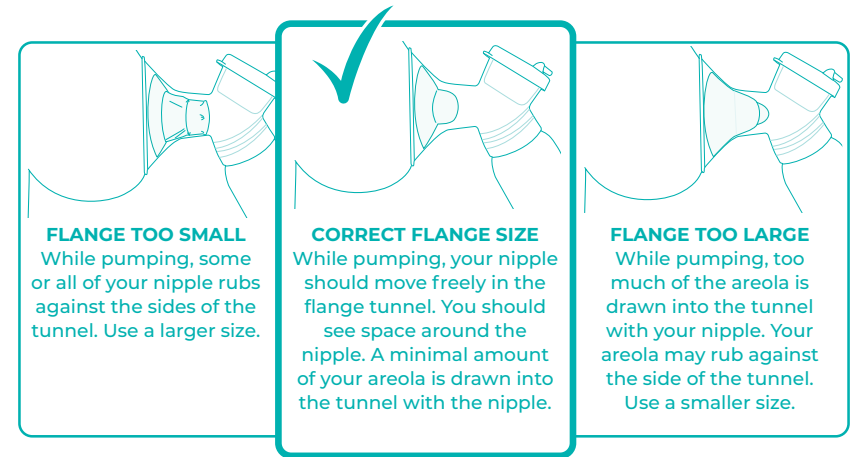 FLANGE TOO SMALL
While pumping, some
or all of your nipple rubs
against the sides of the
tunnel. Use a larger size.
CORRECT FLANGE SIZE
While pumping, your nipple
should move freely in the
flange tunnel. You should
see space around the
nipple. A minimal amount
of your areola is drawn into
the tunnel with the nipple.
FLANGE TOO LARGE
While pumping, too
much of the areola is
drawn into the tunnel
with your nipple. Your
areola may rub against
the side of the tunnel.
Use a smaller size.